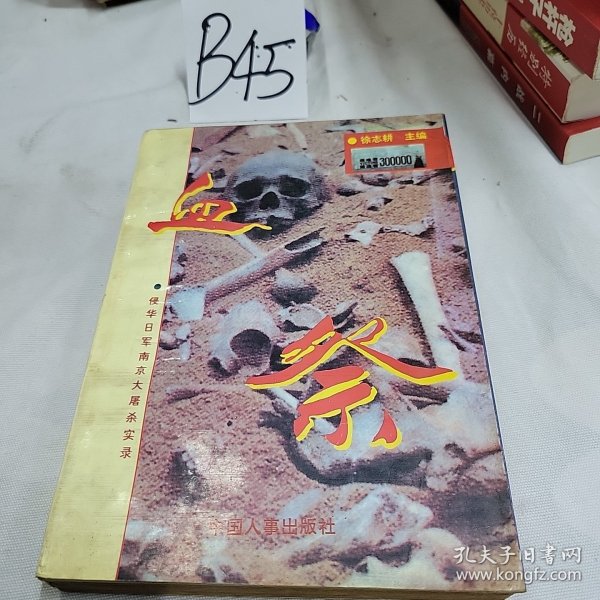 B45
徐志耕 主编
300000
血
祭
侵华日军南京大屠杀实录
中国人事出版社
孔夫子旧书网
www.kongfz.com